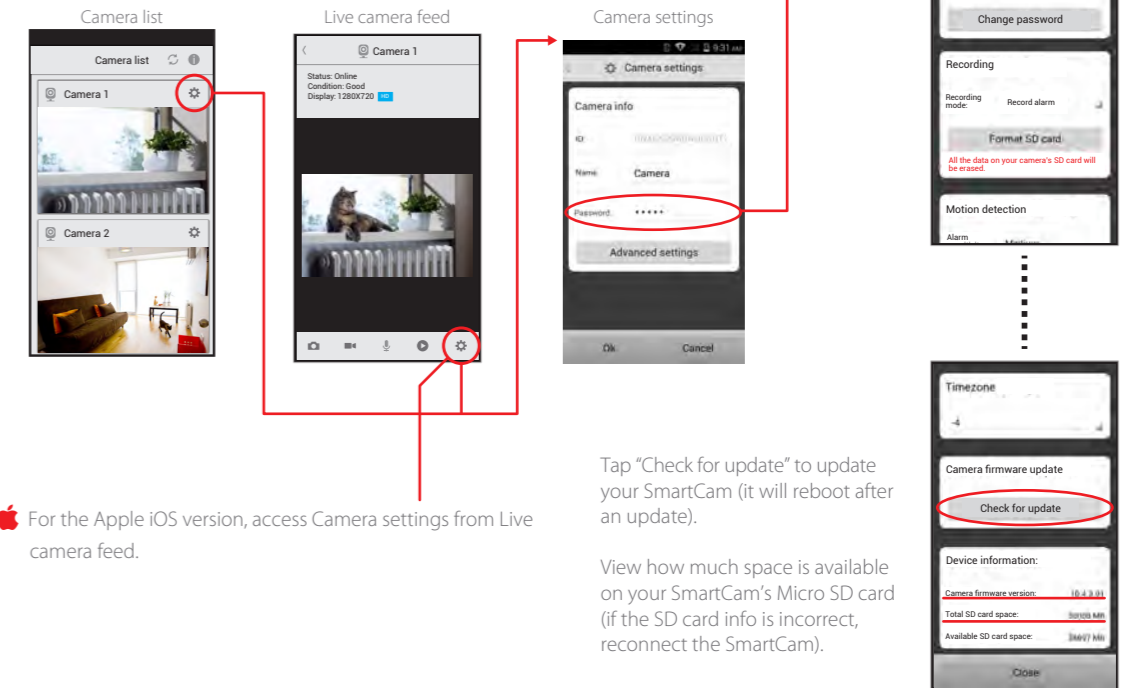 Camera list
Camera list
Camera 1
Camera 2
Live camera feed
Camera 1
Status: Online
Condition: Good
Display: 1280X720 HD
Camera settings
9:31 AM
Camera settings
Camera info
ID:
Name: Camera
Password: •••••
Advanced settings
Ok Cancel
Change password
Recording
Recording
mode: Record alarm
Format SD card
All the data on your camera's SD card will
be erased.
Motion detection
Alarm
Timezone
-4
Camera firmware update
Check for update
Device information:
Camera firmware version:
Total SD card space:
Available SD card space:
Close
For the Apple iOS version, access Camera settings from Live
camera feed.
Tap “Check for update” to update
your SmartCam (it will reboot after
an update).
View how much space is available
on your SmartCam’s Micro SD card
(if the SD card info is incorrect,
reconnect the SmartCam).